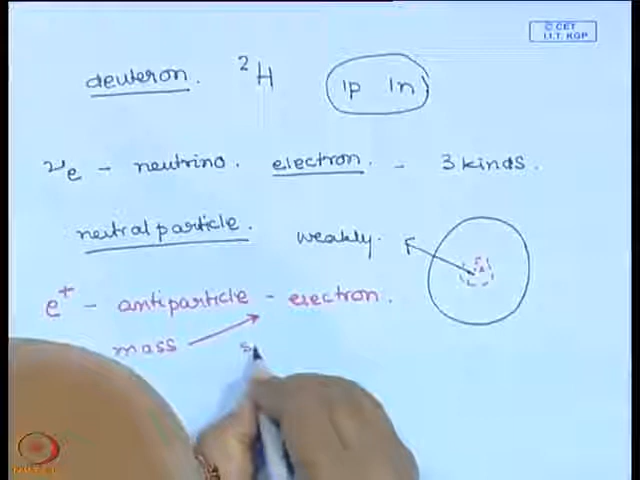 © CET
I.I.T. KGP
deuteron. ²H 1p 1n
νe - neutrino. electron. - 3 kinds.
neutral particle. weakly.
e⁺ - antiparticle - electron.
mass